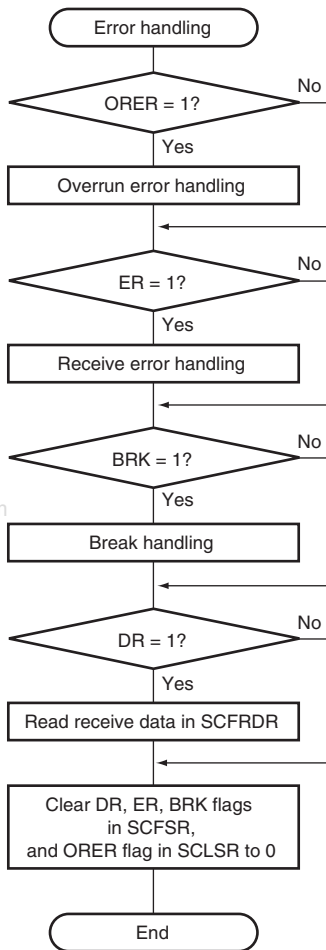 Error handling
ORER = 1?
No
Yes
Overrun error handling
ER = 1?
No
Yes
Receive error handling
BRK = 1?
No
Yes
Break handling
DR = 1?
No
Yes
Read receive data in SCFRDR
Clear DR, ER, BRK flags
in SCFSR,
and ORER flag in SCLSR to 0
End